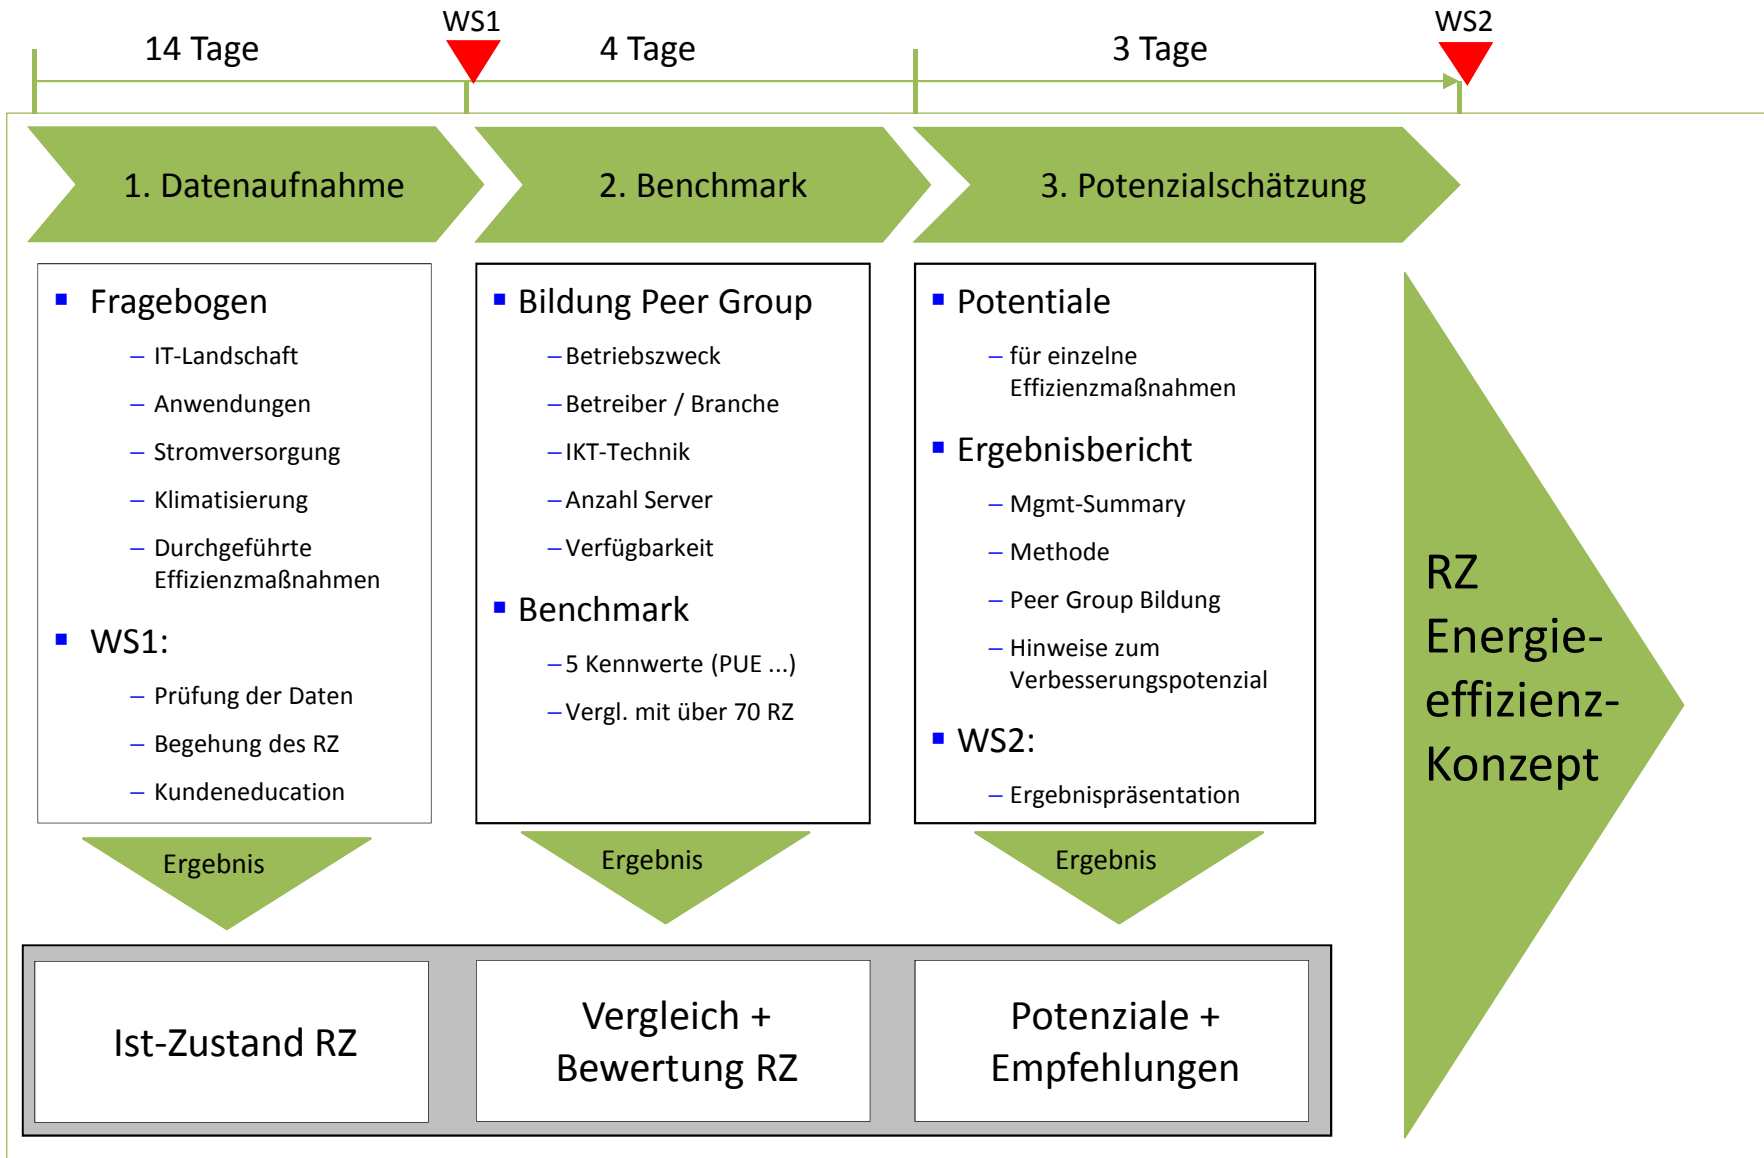 WS1
WS2
14 Tage
4 Tage
3 Tage
1. Datenaufnahme
2. Benchmark
3. Potenzialschätzung
▪ Fragebogen
– IT-Landschaft
– Anwendungen
– Stromversorgung
– Klimatisierung
– Durchgeführte
Effizienzmaßnahmen
▪ WS1:
– Prüfung der Daten
– Begehung des RZ
– Kundeneducation
▪ Bildung Peer Group
– Betriebszweck
– Betreiber / Branche
– IKT-Technik
– Anzahl Server
– Verfügbarkeit
▪ Benchmark
– 5 Kennwerte (PUE ...)
– Vergl. mit über 70 RZ
▪ Potentiale
– für einzelne
Effizienzmaßnahmen
▪ Ergebnisbericht
– Mgmt-Summary
– Methode
– Peer Group Bildung
– Hinweise zum
Verbesserungspotenzial
▪ WS2:
– Ergebnispräsentation
RZ
Energie-
effizienz-
Konzept
Ergebnis
Ergebnis
Ergebnis
Ist-Zustand RZ
Vergleich +
Bewertung RZ
Potenziale +
Empfehlungen